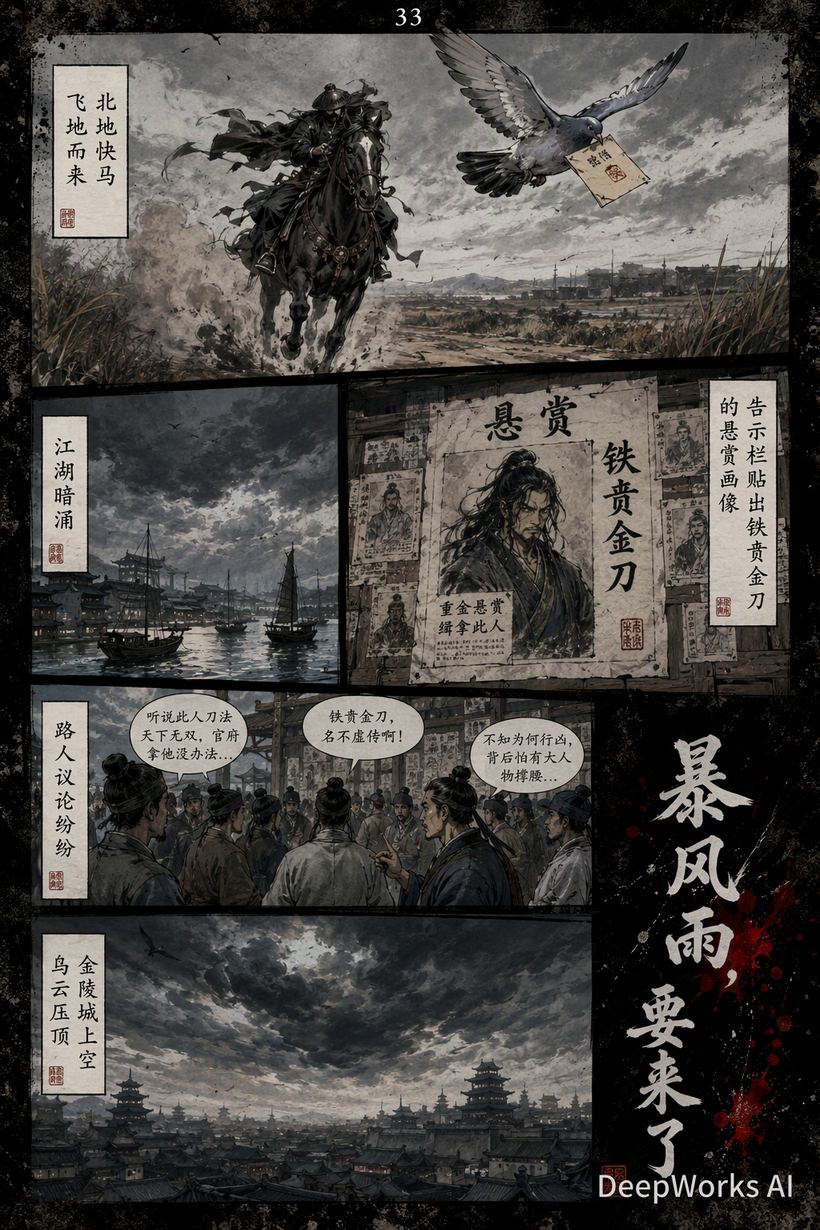 33
北地快马
飞地而来
江湖暗涌
告示栏贴出铁贲金刀
的悬赏画像
悬赏
铁贲金刀
重金悬赏
缉拿此人
路人议论纷纷
听说此人刀法
天下无双，官府
拿他没办法…
铁贲金刀，
名不虚传啊！
不知为何行凶，
背后怕有大人
物撑腰…
金陵城上空
乌云压顶
暴风雨，
要来了
DeepWorks AI